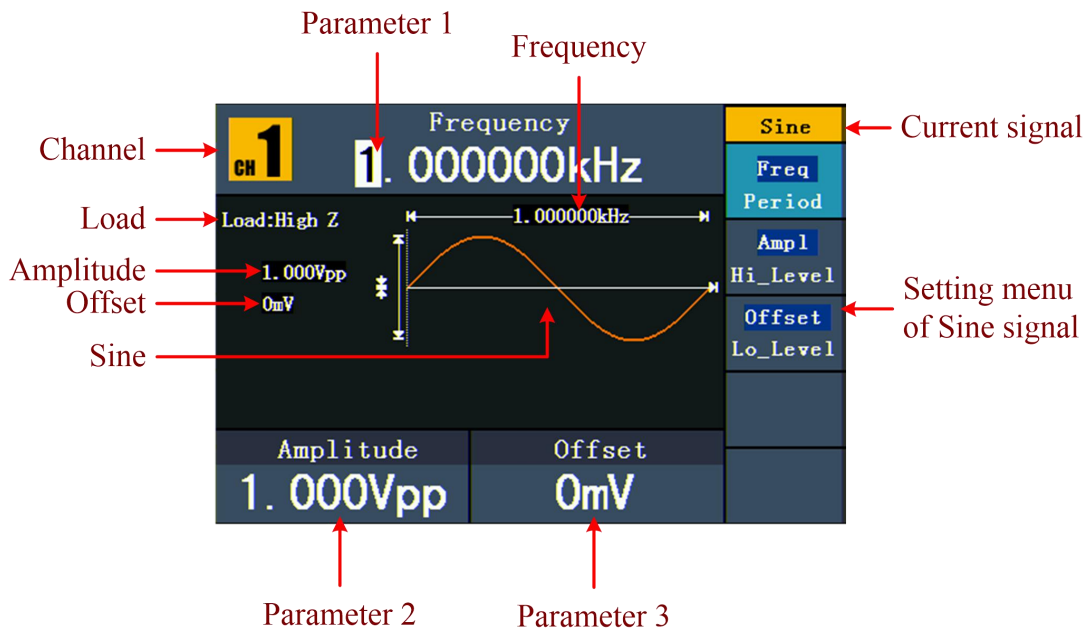 Parameter 1
Frequency
Channel
CH 1
Frequency
1.000000kHz
Sine
Current signal
Freq
Period
Load
Load:High Z
1.000000kHz
Amplitude
1.000Vpp
Ampl
Hi_Level
Offset
0mV
Offset
Lo_Level
Setting menu
of Sine signal
Sine
Amplitude
1.000Vpp
Offset
0mV
Parameter 2
Parameter 3